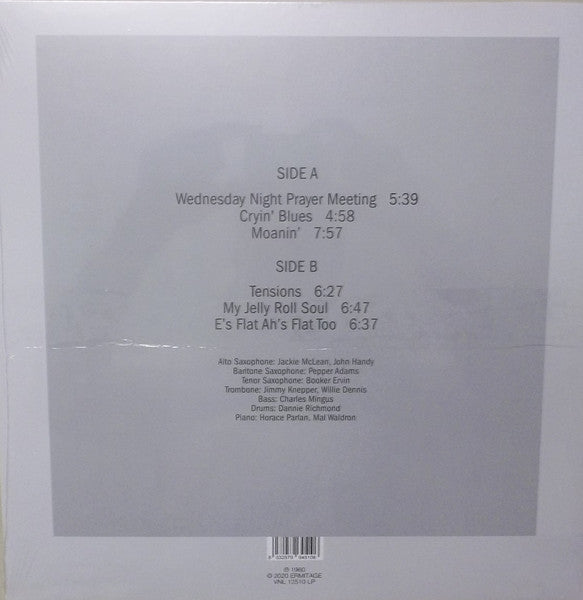 SIDE A
Wednesday Night Prayer Meeting 5:39
Cryin' Blues 4:58
Moanin' 7:57
SIDE B
Tensions 6:27
My Jelly Roll Soul 6:47
E's Flat Ah's Flat Too 6:37
Alto Saxophone: Jackie McLean, John Handy
Baritone Saxophone: Pepper Adams
Tenor Saxophone: Booker Ervin
Trombone: Jimmy Knepper, Willie Dennis
Bass: Charles Mingus
Drums: Dannie Richmond
Piano: Horace Parlan, Mal Waldron
℗ 1960
© 2020 ERMITAGE
VNL 12510 LP